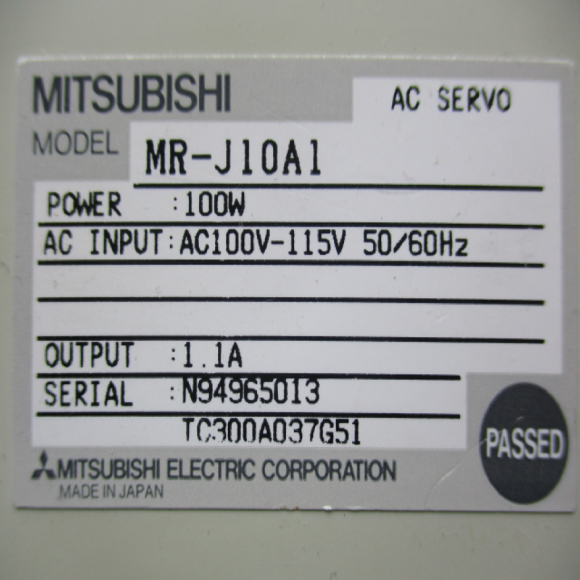 MITSUBISHI
AC SERVO
MODEL MR-J10A1
POWER :100W
AC INPUT:AC100V-115V 50/60Hz
OUTPUT :1.1A
SERIAL :N94965013
TC300A037G51
PASSED
MITSUBISHI ELECTRIC CORPORATION
MADE IN JAPAN